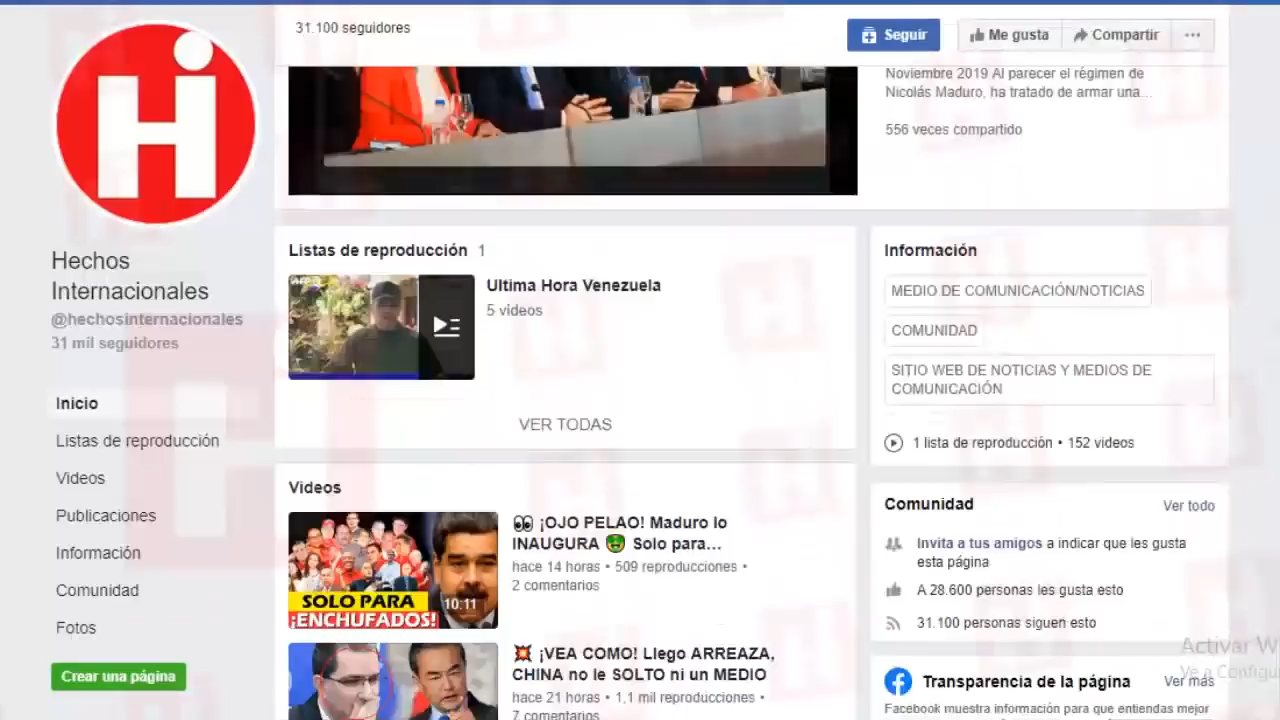 31.100 seguidores
Seguir
Me gusta
Compartir
Noviembre 2019 Al parecer el régimen de
Nicolás Maduro, ha tratado de armar una...
556 veces compartido
Hechos
Internacionales
@hechosinternacionales
31 mil seguidores
Inicio
Listas de reproducción
Videos
Publicaciones
Información
Comunidad
Fotos
Crear una página
Listas de reproducción 1
Ultima Hora Venezuela
5 videos
VER TODAS
Videos
SOLO PARA
¡ENCHUFADOS!
10:11
👀 ¡OJO PELAO! Maduro lo
INAUGURA 🤑 Solo para...
hace 14 horas • 509 reproducciones •
2 comentarios
💥 ¡VEA COMO! Llego ARREAZA,
CHINA no le SOLTO ni un MEDIO
hace 21 horas • 1,1 mil reproducciones •
7 comentarios
Información
MEDIO DE COMUNICACIÓN/NOTICIAS
COMUNIDAD
SITIO WEB DE NOTICIAS Y MEDIOS DE
COMUNICACIÓN
1 lista de reproducción • 152 videos
Comunidad
Ver todo
Invita a tus amigos a indicar que les gusta
esta página
A 28.600 personas les gusta esto
31.100 personas siguen esto
Activar W
Ve a Configu
Transparencia de la página
Ver más
Facebook muestra información para que entiendas mejor